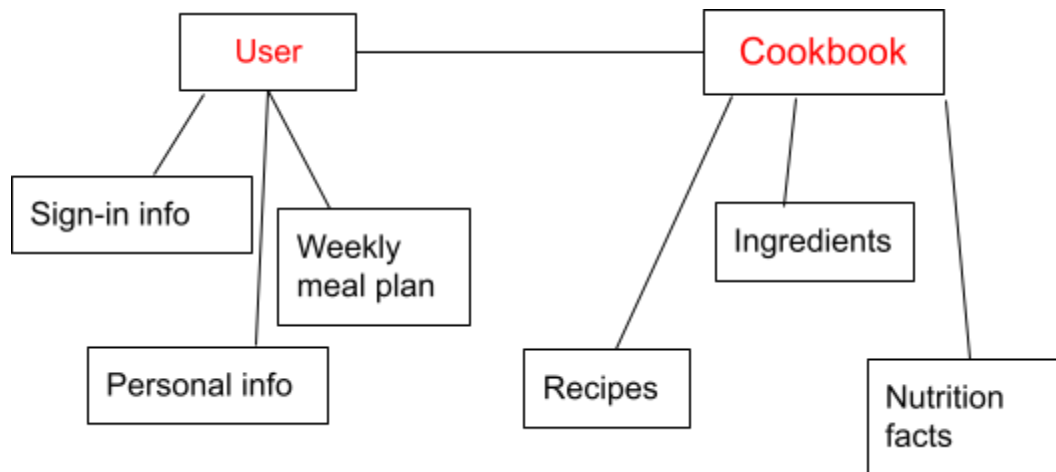 User
Cookbook
Sign-in info
Weekly
meal plan
Personal info
Ingredients
Recipes
Nutrition
facts